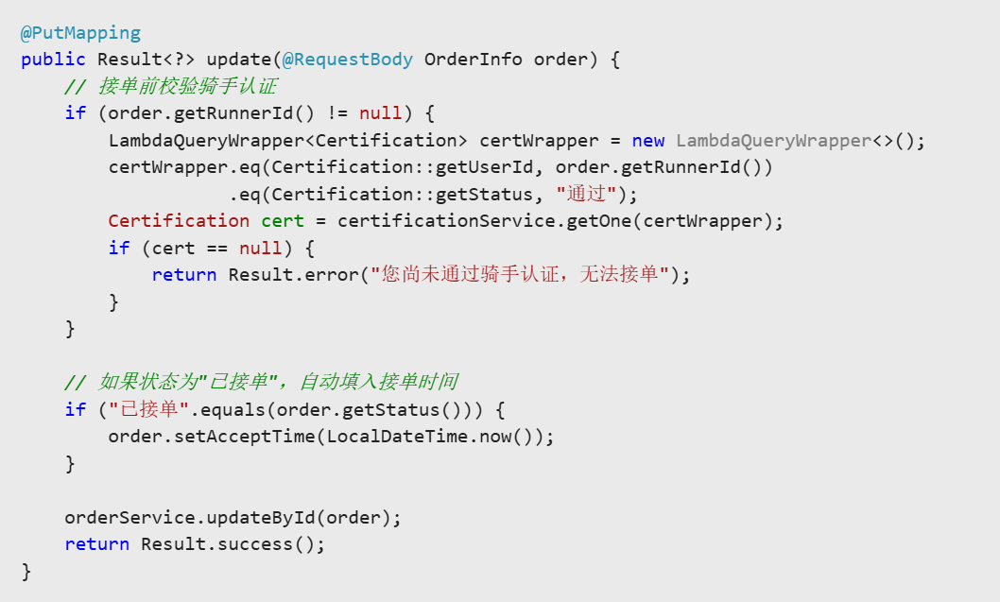 @PutMapping
public Result<?> update(@RequestBody OrderInfo order) {
    // 接单前校验骑手认证
    if (order.getRunnerId() != null) {
        LambdaQueryWrapper<Certification> certWrapper = new LambdaQueryWrapper<>();
        certWrapper.eq(Certification::getUserId, order.getRunnerId())
                   .eq(Certification::getStatus, "通过");
        Certification cert = certificationService.getOne(certWrapper);
        if (cert == null) {
            return Result.error("您尚未通过骑手认证，无法接单");
        }
    }

    // 如果状态为"已接单"，自动填入接单时间
    if ("已接单".equals(order.getStatus())) {
        order.setAcceptTime(LocalDateTime.now());
    }

    orderService.updateById(order);
    return Result.success();
}